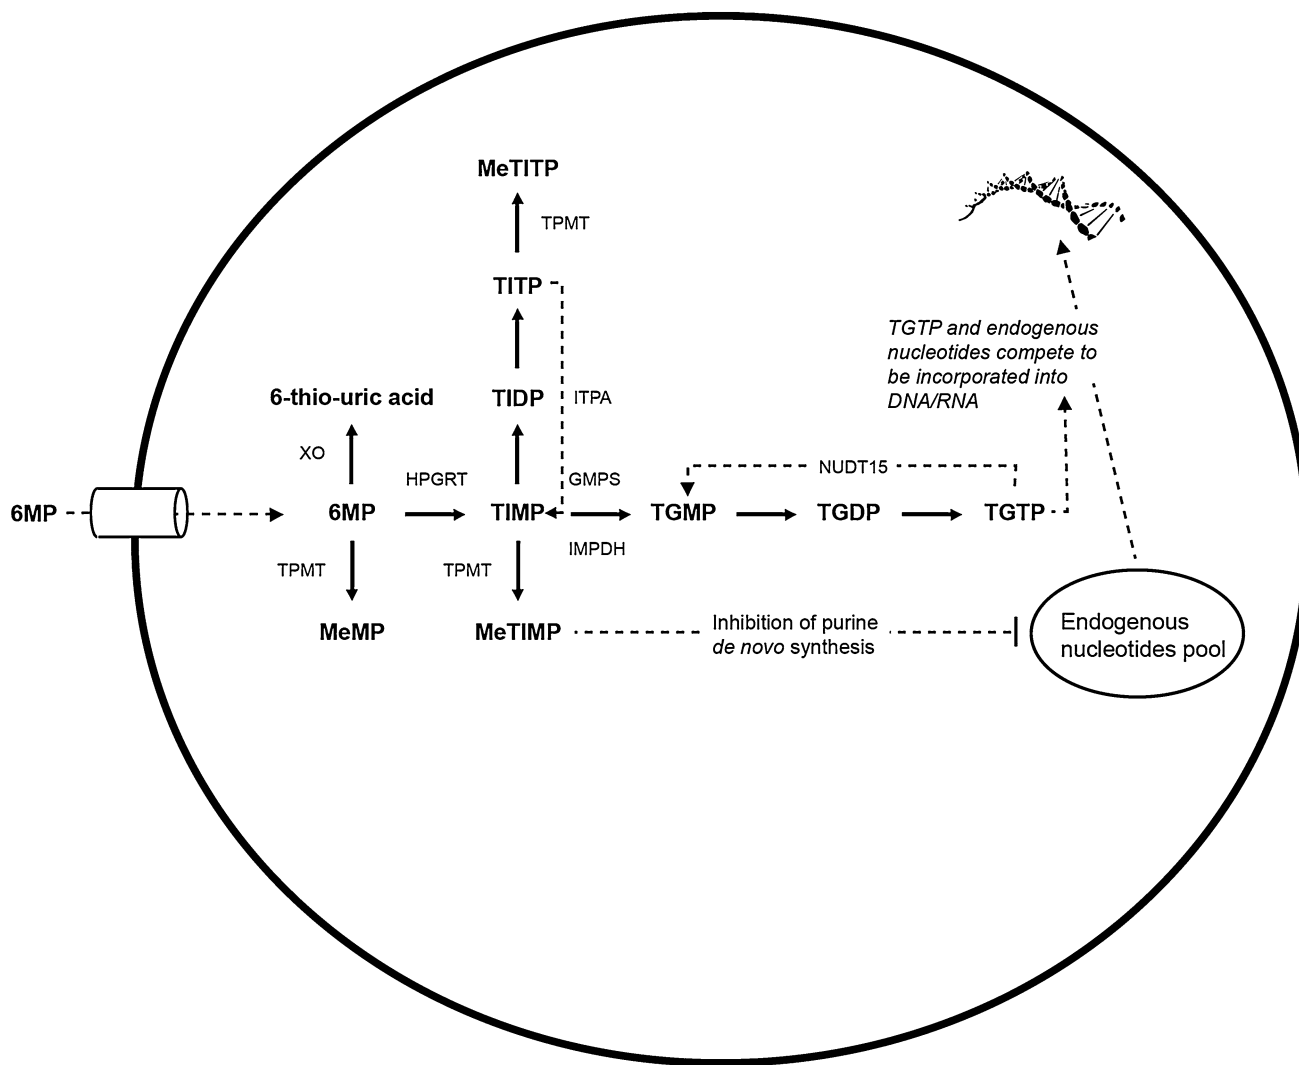 MeTITP
TPMT
TITP
TGTP and endogenous
nucleotides compete to
be incorporated into
DNA/RNA
6-thio-uric acid
TIDP
ITPA
XO
HPGRT
GMPS
NUDT15
6MP
6MP
TIMP
TGMP
TGDP
TGTP
TPMT
TPMT
IMPDH
MeMP
MeTIMP
Inhibition of purine
de novo synthesis
Endogenous
nucleotides pool